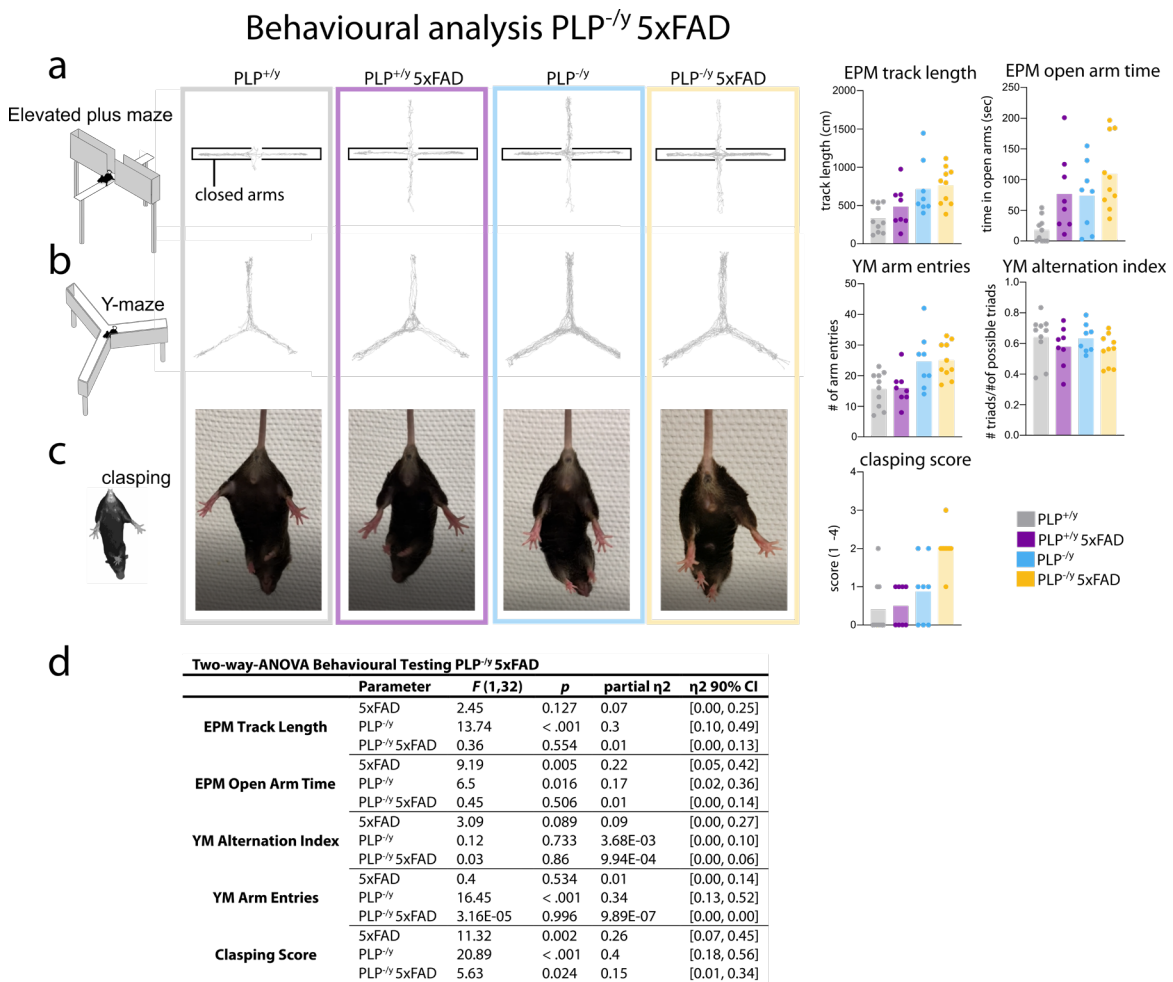 Behavioural analysis PLP-/y 5xFAD
a
PLP+/y
PLP+/y 5xFAD
PLP-/y
PLP-/y 5xFAD
Elevated plus maze
closed arms
EPM track length
track length (cm)
2000
1500
1000
500
0
EPM open arm time
time in open arms (sec)
250
200
150
100
50
0
b
Y-maze
YM arm entries
# of arm entries
50
40
30
20
10
0
YM alternation index
# triads/#of possible triads
1.0
0.8
0.6
0.4
0.2
0.0
c
clasping
clasping score
score (1 -4)
4
3
2
1
0
PLP+/y
PLP+/y 5xFAD
PLP-/y
PLP-/y 5xFAD
d
Two-way-ANOVA Behavioural Testing PLP-/y 5xFAD
Parameter F (1,32) p partial η2 η2 90% CI
EPM Track Length
5xFAD 2.45 0.127 0.07 [0.00, 0.25]
PLP-/y 13.74 < .001 0.3 [0.10, 0.49]
PLP-/y 5xFAD 0.36 0.554 0.01 [0.00, 0.13]
EPM Open Arm Time
5xFAD 9.19 0.005 0.22 [0.05, 0.42]
PLP-/y 6.5 0.016 0.17 [0.02, 0.36]
PLP-/y 5xFAD 0.45 0.506 0.01 [0.00, 0.14]
YM Alternation Index
5xFAD 3.09 0.089 0.09 [0.00, 0.27]
PLP-/y 0.12 0.733 3.68E-03 [0.00, 0.10]
PLP-/y 5xFAD 0.03 0.86 9.94E-04 [0.00, 0.06]
YM Arm Entries
5xFAD 0.4 0.534 0.01 [0.00, 0.14]
PLP-/y 16.45 < .001 0.34 [0.13, 0.52]
PLP-/y 5xFAD 3.16E-05 0.996 9.89E-07 [0.00, 0.00]
Clasping Score
5xFAD 11.32 0.002 0.26 [0.07, 0.45]
PLP-/y 20.89 < .001 0.4 [0.18, 0.56]
PLP-/y 5xFAD 5.63 0.024 0.15 [0.01, 0.34]